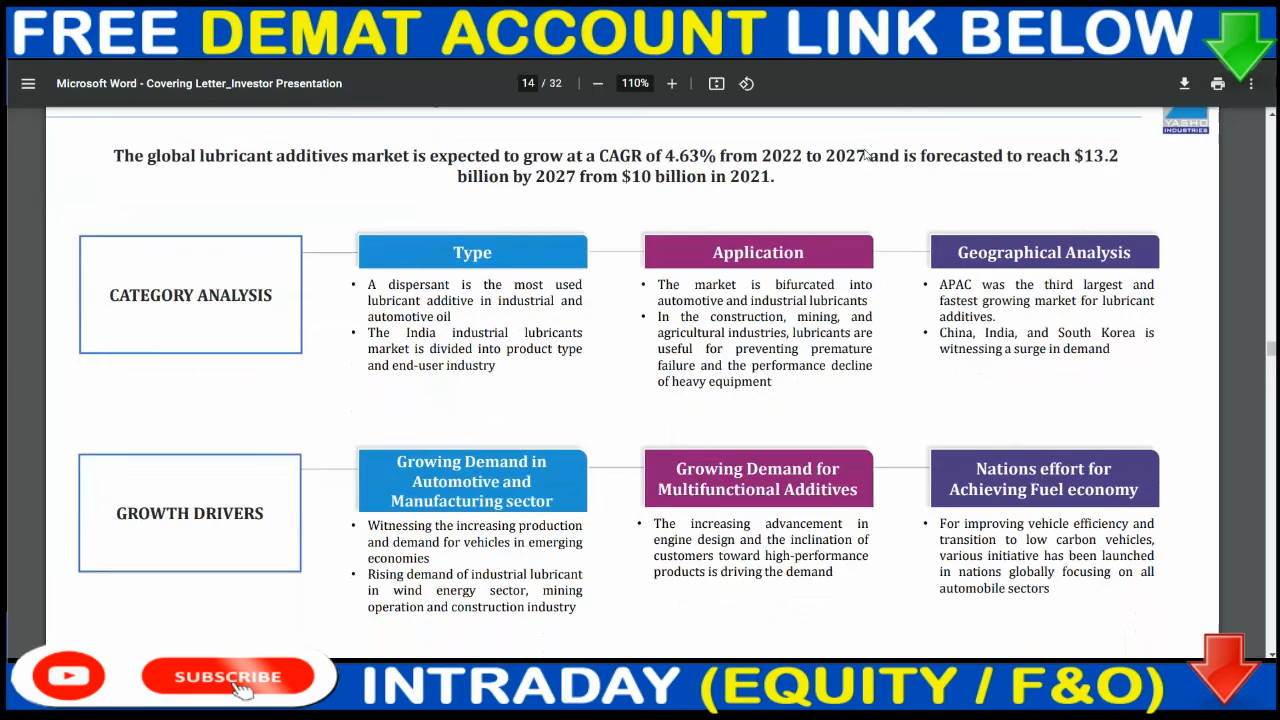 FREE DEMAT ACCOUNT LINK BELOW
Microsoft Word - Covering Letter_Investor Presentation
14 / 32
110%
YASHO
INDUSTRIES
The global lubricant additives market is expected to grow at a CAGR of 4.63% from 2022 to 2027 and is forecasted to reach $13.2
billion by 2027 from $10 billion in 2021.
CATEGORY ANALYSIS
Type
• A dispersant is the most used
lubricant additive in industrial and
automotive oil
• The India industrial lubricants
market is divided into product type
and end-user industry
Application
• The market is bifurcated into
automotive and industrial lubricants
• In the construction, mining, and
agricultural industries, lubricants are
useful for preventing premature
failure and the performance decline
of heavy equipment
Geographical Analysis
• APAC was the third largest and
fastest growing market for lubricant
additives.
• China, India, and South Korea is
witnessing a surge in demand
GROWTH DRIVERS
Growing Demand in
Automotive and
Manufacturing sector
• Witnessing the increasing production
and demand for vehicles in emerging
economies
• Rising demand of industrial lubricant
in wind energy sector, mining
operation and construction industry
Growing Demand for
Multifunctional Additives
• The increasing advancement in
engine design and the inclination of
customers toward high-performance
products is driving the demand
Nations effort for
Achieving Fuel economy
• For improving vehicle efficiency and
transition to low carbon vehicles,
various initiative has been launched
in nations globally focusing on all
automobile sectors
SUBSCRIBE
INTRADAY (EQUITY / F&O)